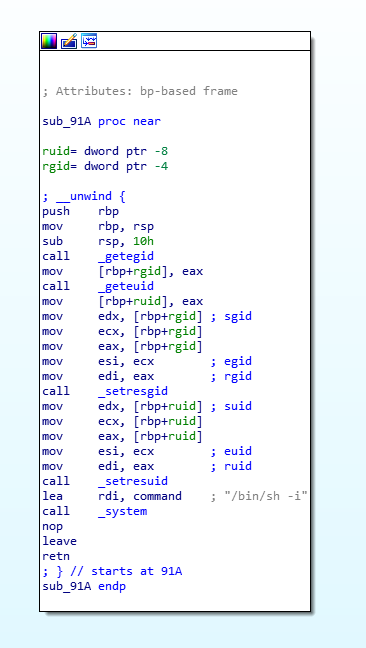 ; Attributes: bp-based frame
sub_91A proc near
ruid= dword ptr -8
rgid= dword ptr -4
; __unwind {
push    rbp
mov     rbp, rsp
sub     rsp, 10h
call    _getegid
mov     [rbp+rgid], eax
call    _geteuid
mov     [rbp+ruid], eax
mov     edx, [rbp+rgid] ; sgid
mov     ecx, [rbp+rgid]
mov     eax, [rbp+rgid]
mov     esi, ecx        ; egid
mov     edi, eax        ; rgid
call    _setresgid
mov     edx, [rbp+ruid] ; suid
mov     ecx, [rbp+ruid]
mov     eax, [rbp+ruid]
mov     esi, ecx        ; euid
mov     edi, eax        ; ruid
call    _setresuid
lea     rdi, command    ; "/bin/sh -i"
call    _system
nop
leave
retn
; } // starts at 91A
sub_91A endp